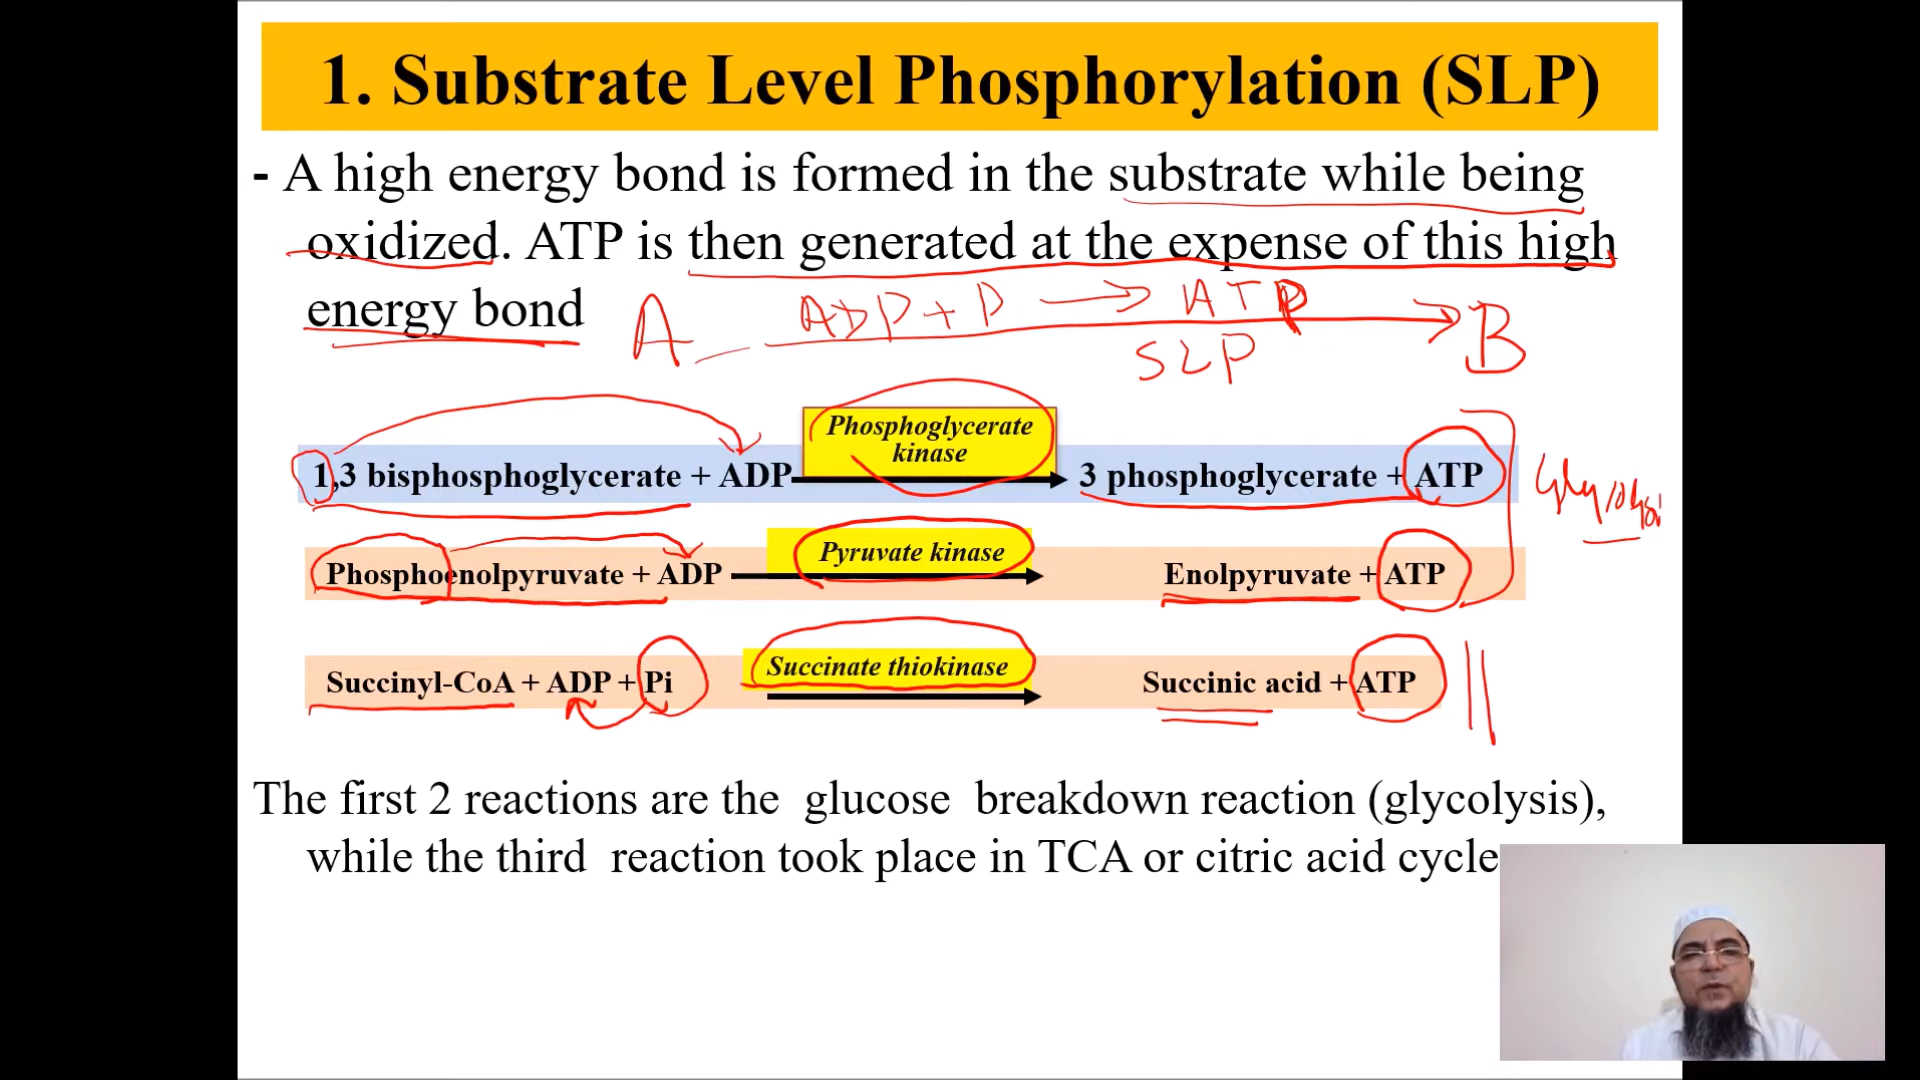 1. Substrate Level Phosphorylation (SLP)
- A high energy bond is formed in the substrate while being
oxidized. ATP is then generated at the expense of this high
energy bond
A ADP + P → ATP B
SLP
Phosphoglycerate
kinase
1,3 bisphosphoglycerate + ADP 3 phosphoglycerate + ATP
Pyruvate kinase
Phosphoenolpyruvate + ADP Enolpyruvate + ATP
Succinate thiokinase
Succinyl-CoA + ADP + Pi Succinic acid + ATP
The first 2 reactions are the glucose breakdown reaction (glycolysis),
while the third reaction took place in TCA or citric acid cycle